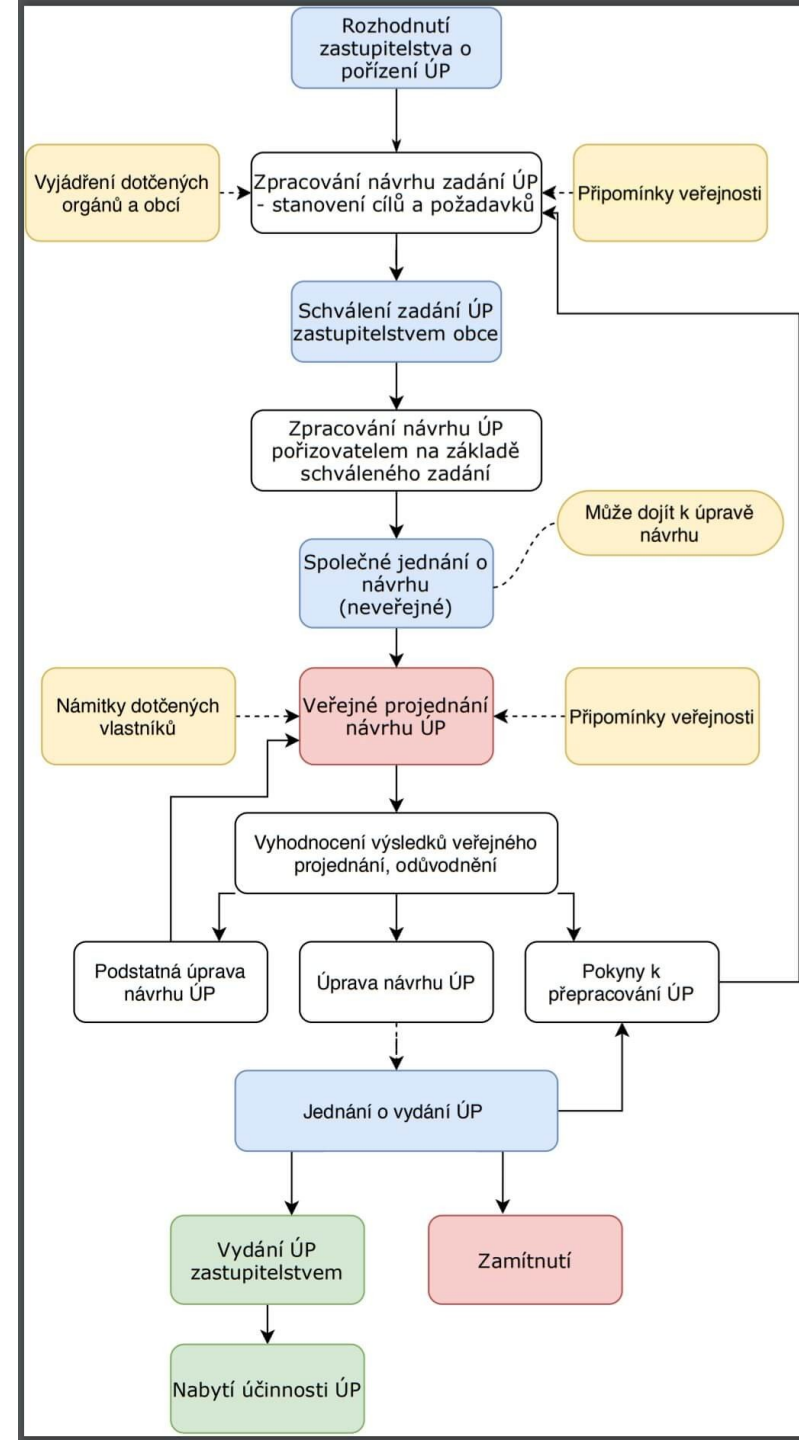 Rozhodnutí
zastupitelstva o
pořízení ÚP
Vyjádření dotčených
orgánů a obcí
Zpracování návrhu zadání ÚP
- stanovení cílů a požadavků
Připomínky veřejnosti
Schválení zadání ÚP
zastupitelstvem obce
Zpracování návrhu ÚP
pořizovatelem na základě
schváleného zadání
Může dojít k úpravě
návrhu
Společné jednání o
návrhu
(neveřejné)
Námitky dotčených
vlastníků
Veřejné projednání
návrhu ÚP
Připomínky veřejnosti
Vyhodnocení výsledků veřejného
projednání, odůvodnění
Podstatná úprava
návrhu ÚP
Úprava návrhu ÚP
Pokyny k
přepracování ÚP
Jednání o vydání ÚP
Vydání ÚP
zastupitelstvem
Zamítnutí
Nabytí účinnosti ÚP